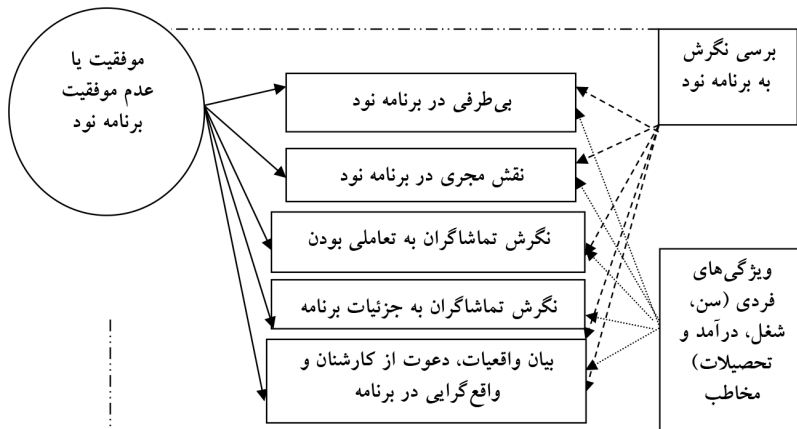 موفقیت یا
عدم موفقیت
برنامه نود
برسی نگرش
به برنامه نود
بی‌طرفی در برنامه نود
نقش مجری در برنامه نود
نگرش تماشاگران به تعاملی بودن
نگرش تماشاگران به جزئیات برنامه
بیان واقعیات، دعوت از کارشنان و
واقع‌گرایی در برنامه
ویژگی‌های
فردی (سن،
شغل، درآمد و
تحصیلات)
مخاطب